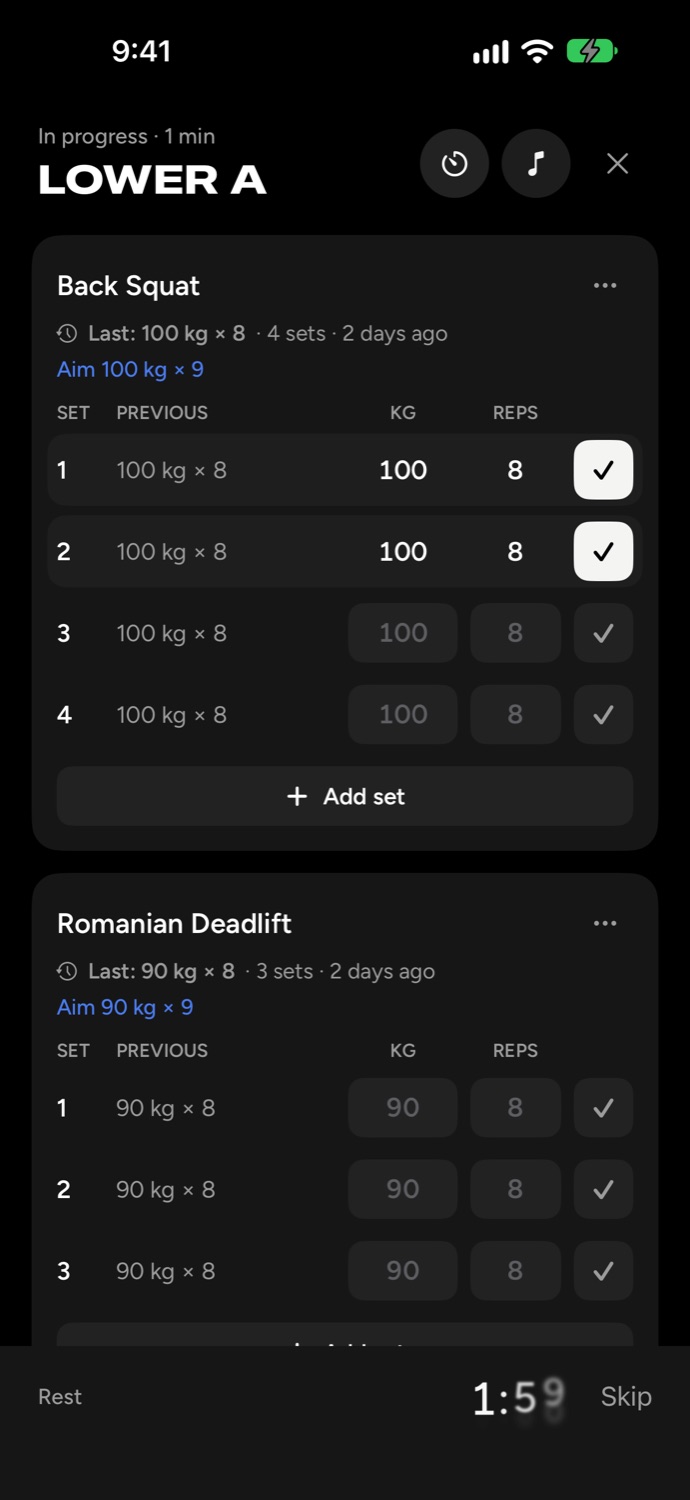 9:41
In progress · 1 min
LOWER A
Back Squat
Last: 100 kg × 8 · 4 sets · 2 days ago
Aim 100 kg × 9
SET PREVIOUS KG REPS
1 100 kg × 8 100 8
2 100 kg × 8 100 8
3 100 kg × 8 100 8
4 100 kg × 8 100 8
+ Add set
Romanian Deadlift
Last: 90 kg × 8 · 3 sets · 2 days ago
Aim 90 kg × 9
SET PREVIOUS KG REPS
1 90 kg × 8 90 8
2 90 kg × 8 90 8
3 90 kg × 8 90 8
Rest 1:59 Skip